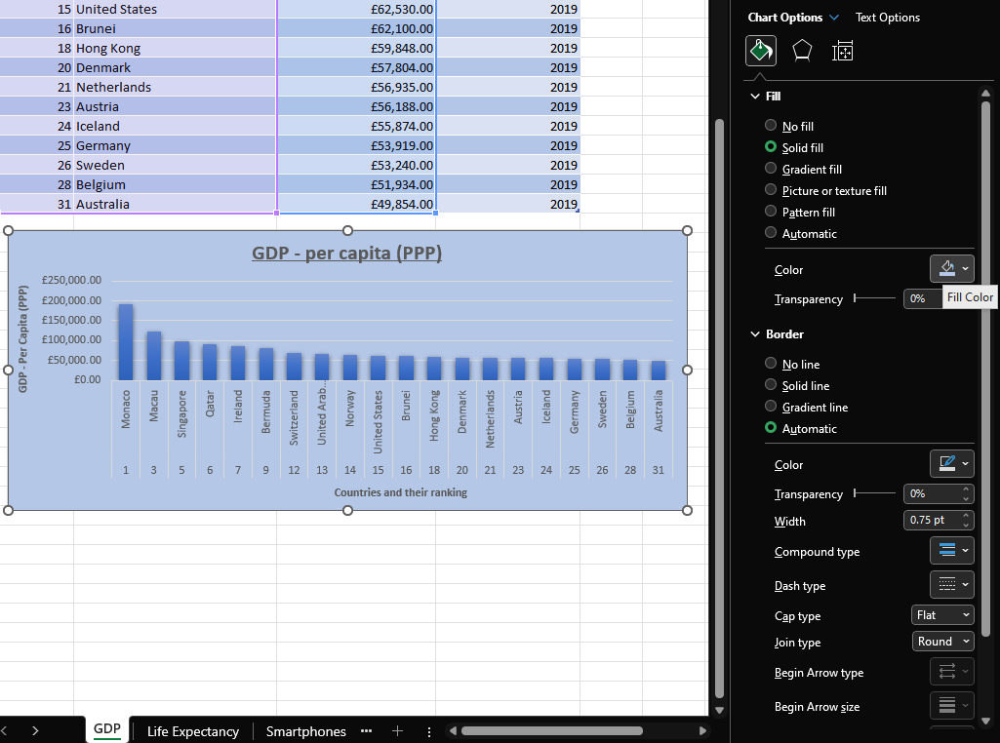 15 United States £62,530.00 2019
16 Brunei £62,100.00 2019
18 Hong Kong £59,848.00 2019
20 Denmark £57,804.00 2019
21 Netherlands £56,935.00 2019
23 Austria £56,188.00 2019
24 Iceland £55,874.00 2019
25 Germany £53,919.00 2019
26 Sweden £53,240.00 2019
28 Belgium £51,934.00 2019
31 Australia £49,854.00 2019
GDP - per capita (PPP)
GDP - Per Capita (PPP)
£250,000.00
£200,000.00
£150,000.00
£100,000.00
£50,000.00
£0.00
Monaco
Macau
Singapore
Qatar
Ireland
Bermuda
Switzerland
United Arab...
Norway
United States
Brunei
Hong Kong
Denmark
Netherlands
Austria
Iceland
Germany
Sweden
Belgium
Australia
1 3 5 6 7 9 12 13 14 15 16 18 20 21 23 24 25 26 28 31
Countries and their ranking
GDP Life Expectancy Smartphones ...
Chart Options Text Options
Fill
No fill
Solid fill
Gradient fill
Picture or texture fill
Pattern fill
Automatic
Color
Fill Color
Transparency 0%
Border
No line
Solid line
Gradient line
Automatic
Color
Transparency 0%
Width 0.75 pt
Compound type
Dash type
Cap type Flat
Join type Round
Begin Arrow type
Begin Arrow size